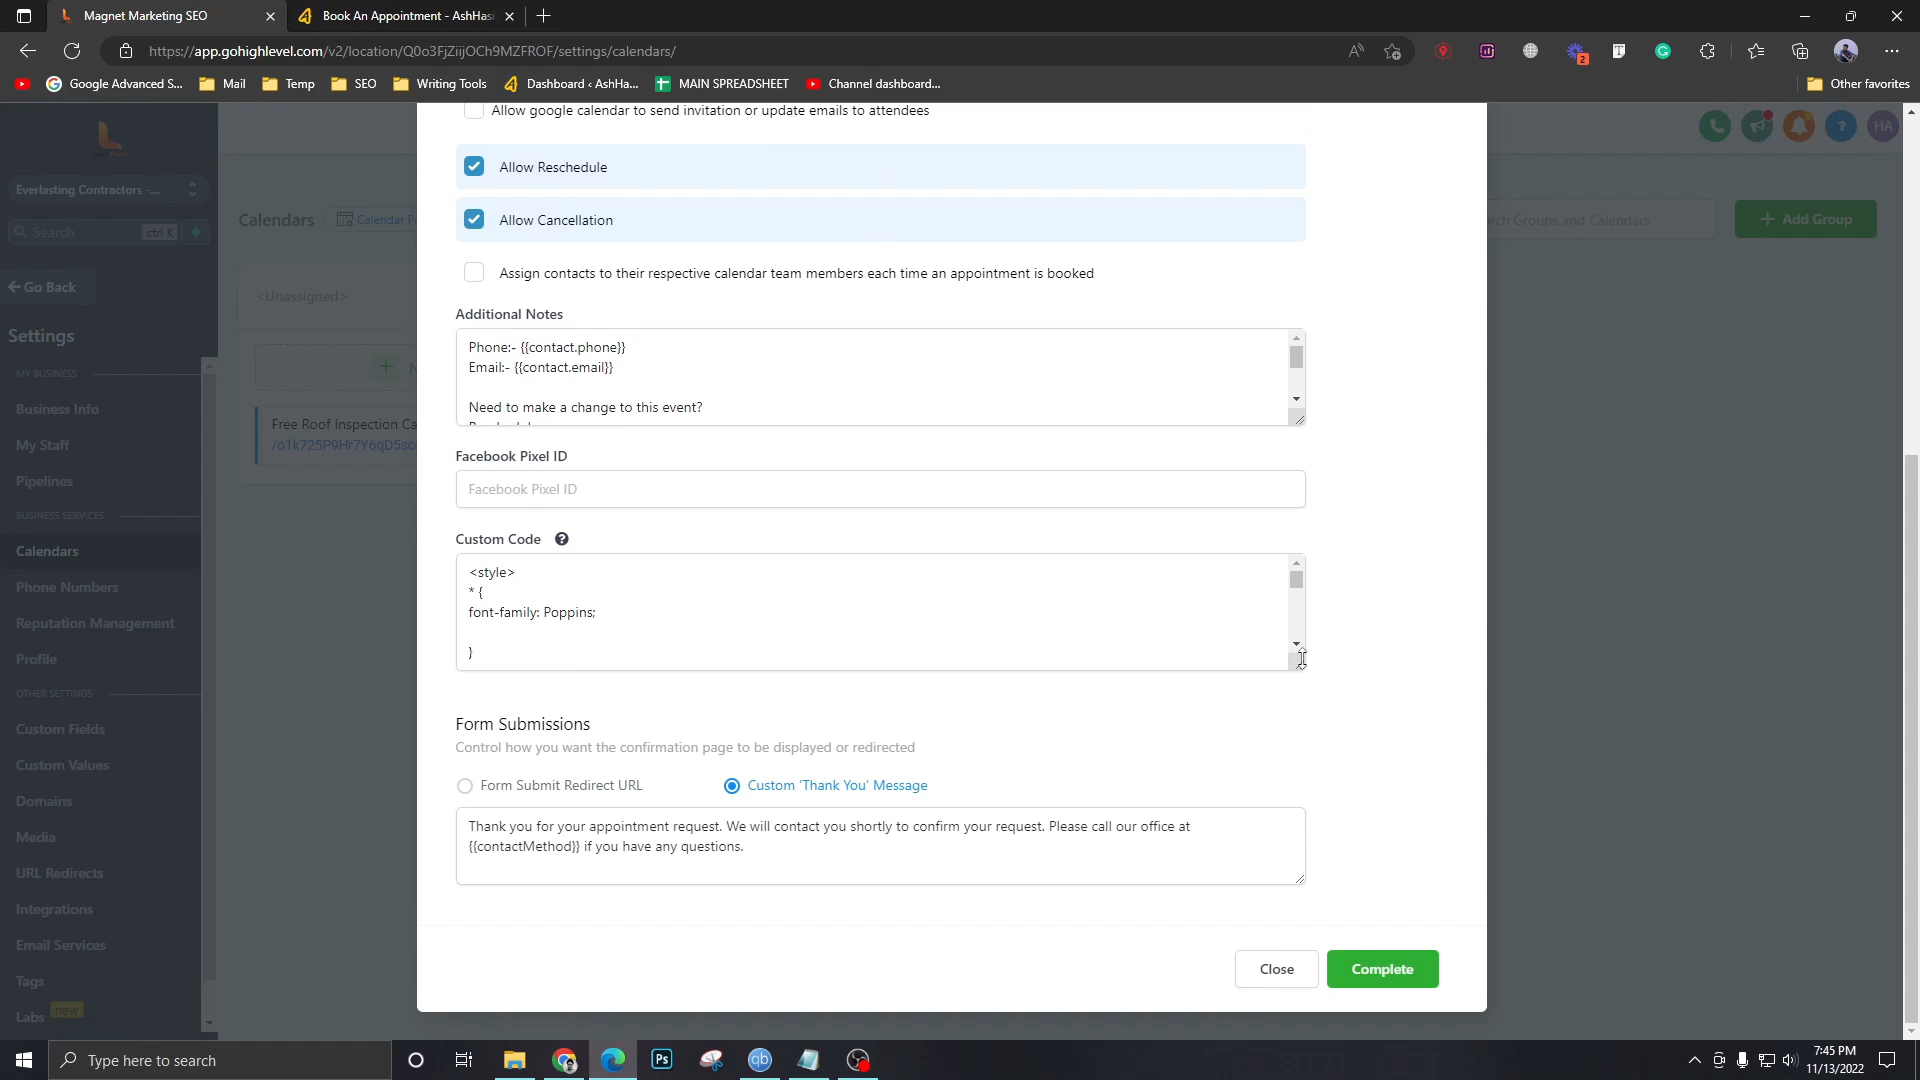 Magnet Marketing SEO
Book An Appointment - AshHasi
https://app.gohighlevel.com/v2/location/Q0o3FjZiijOCh9MZFROF/settings/calendars/
Google Advanced S...
Mail
Temp
SEO
Writing Tools
Dashboard ‹ AshHa...
MAIN SPREADSHEET
Channel dashboard...
Other favorites
Allow google calendar to send invitation or update emails to attendees
HA
Allow Reschedule
Everlasting Contractors -...
Calendars
Allow Cancellation
Search Groups and Calendars
+ Add Group
Search
ctrl K
Assign contacts to their respective calendar team members each time an appointment is booked
Go Back
<Unassigned>
Additional Notes
Settings
Phone:- {{contact.phone}}
Email:- {{contact.email}}
Need to make a change to this event?
MY BUSINESS
Business Info
My Staff
Pipelines
Free Roof Inspection Ca
/o1k725P9Hr7Y6qD5sc
Facebook Pixel ID
Facebook Pixel ID
BUSINESS SERVICES
Calendars
Phone Numbers
Reputation Management
Profile
Custom Code
<style>
* {
font-family: Poppins;
}
OTHER SETTINGS
Custom Fields
Custom Values
Domains
Media
URL Redirects
Integrations
Email Services
Tags
Labs new
Form Submissions
Control how you want the confirmation page to be displayed or redirected
Form Submit Redirect URL
Custom 'Thank You' Message
Thank you for your appointment request. We will contact you shortly to confirm your request. Please call our office at
{{contactMethod}} if you have any questions.
Close
Complete
Type here to search
Ps
qb
7:45 PM
11/13/2022